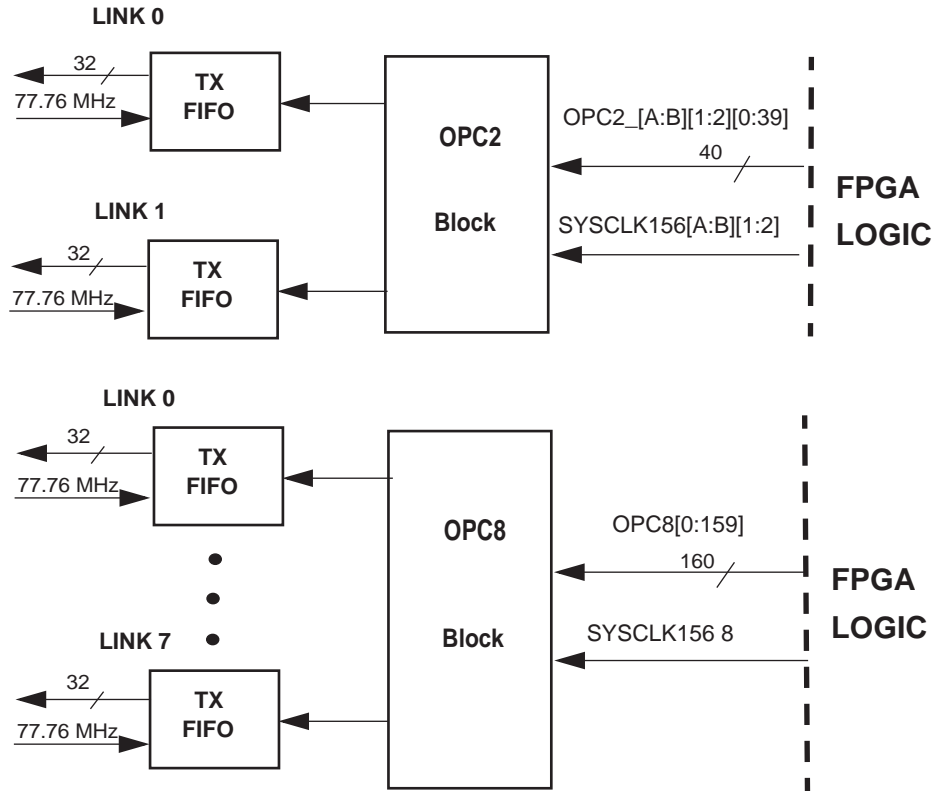 LINK 0
32
77.76 MHz
TX
FIFO
OPC2
Block
OPC2_[A:B][1:2][0:39]
40
SYSCLK156[A:B][1:2]
FPGA
LOGIC
LINK 1
32
77.76 MHz
TX
FIFO
LINK 0
32
77.76 MHz
TX
FIFO
OPC8
Block
OPC8[0:159]
160
SYSCLK156 8
FPGA
LOGIC
LINK 7
32
77.76 MHz
TX
FIFO